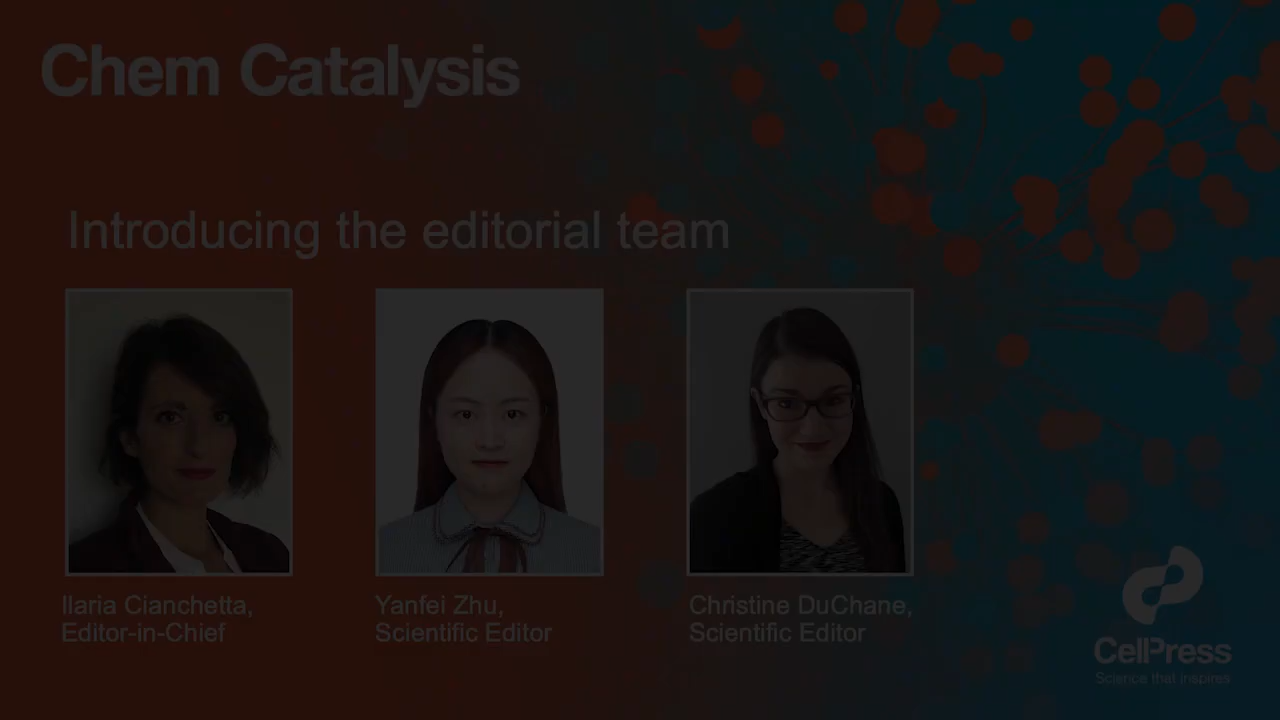 Chem Catalysis
Introducing the editorial team
Ilaria Cianchetta,
Editor-in-Chief
Yanfei Zhu,
Scientific Editor
Christine DuChane,
Scientific Editor
CellPress
Science that inspires